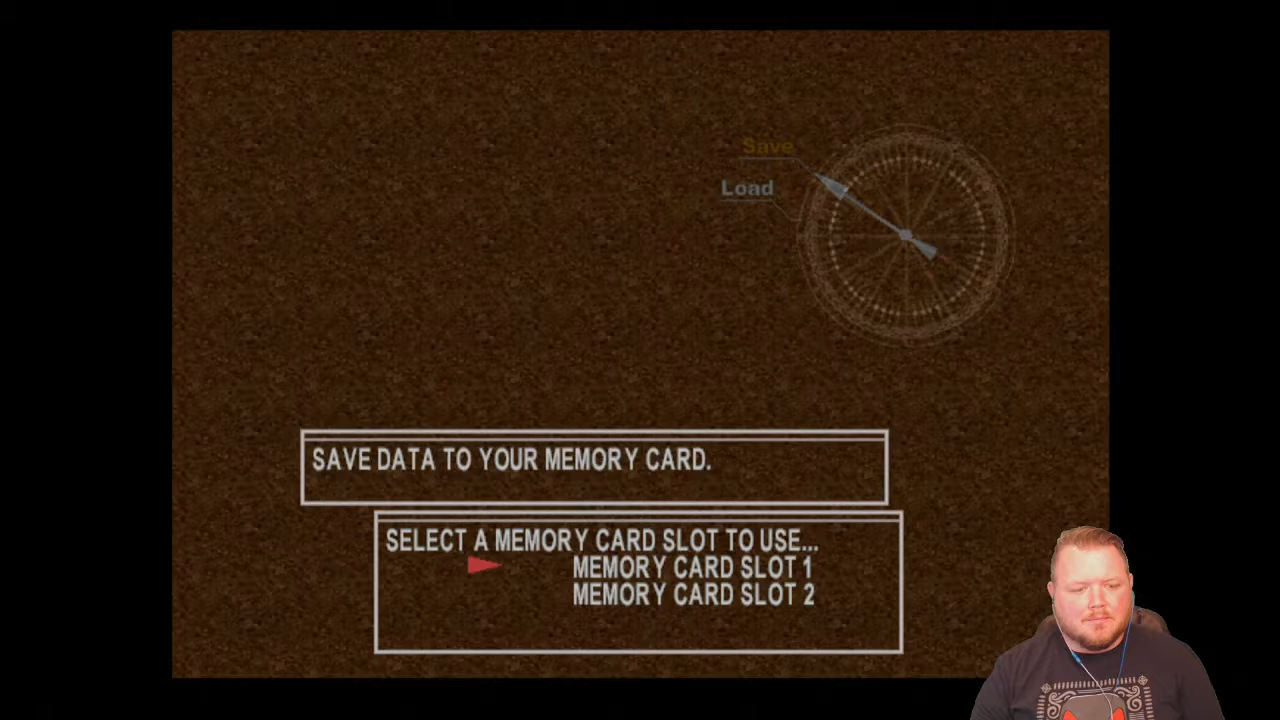 Save
Load
SAVE DATA TO YOUR MEMORY CARD.
SELECT A MEMORY CARD SLOT TO USE...
MEMORY CARD SLOT 1
MEMORY CARD SLOT 2